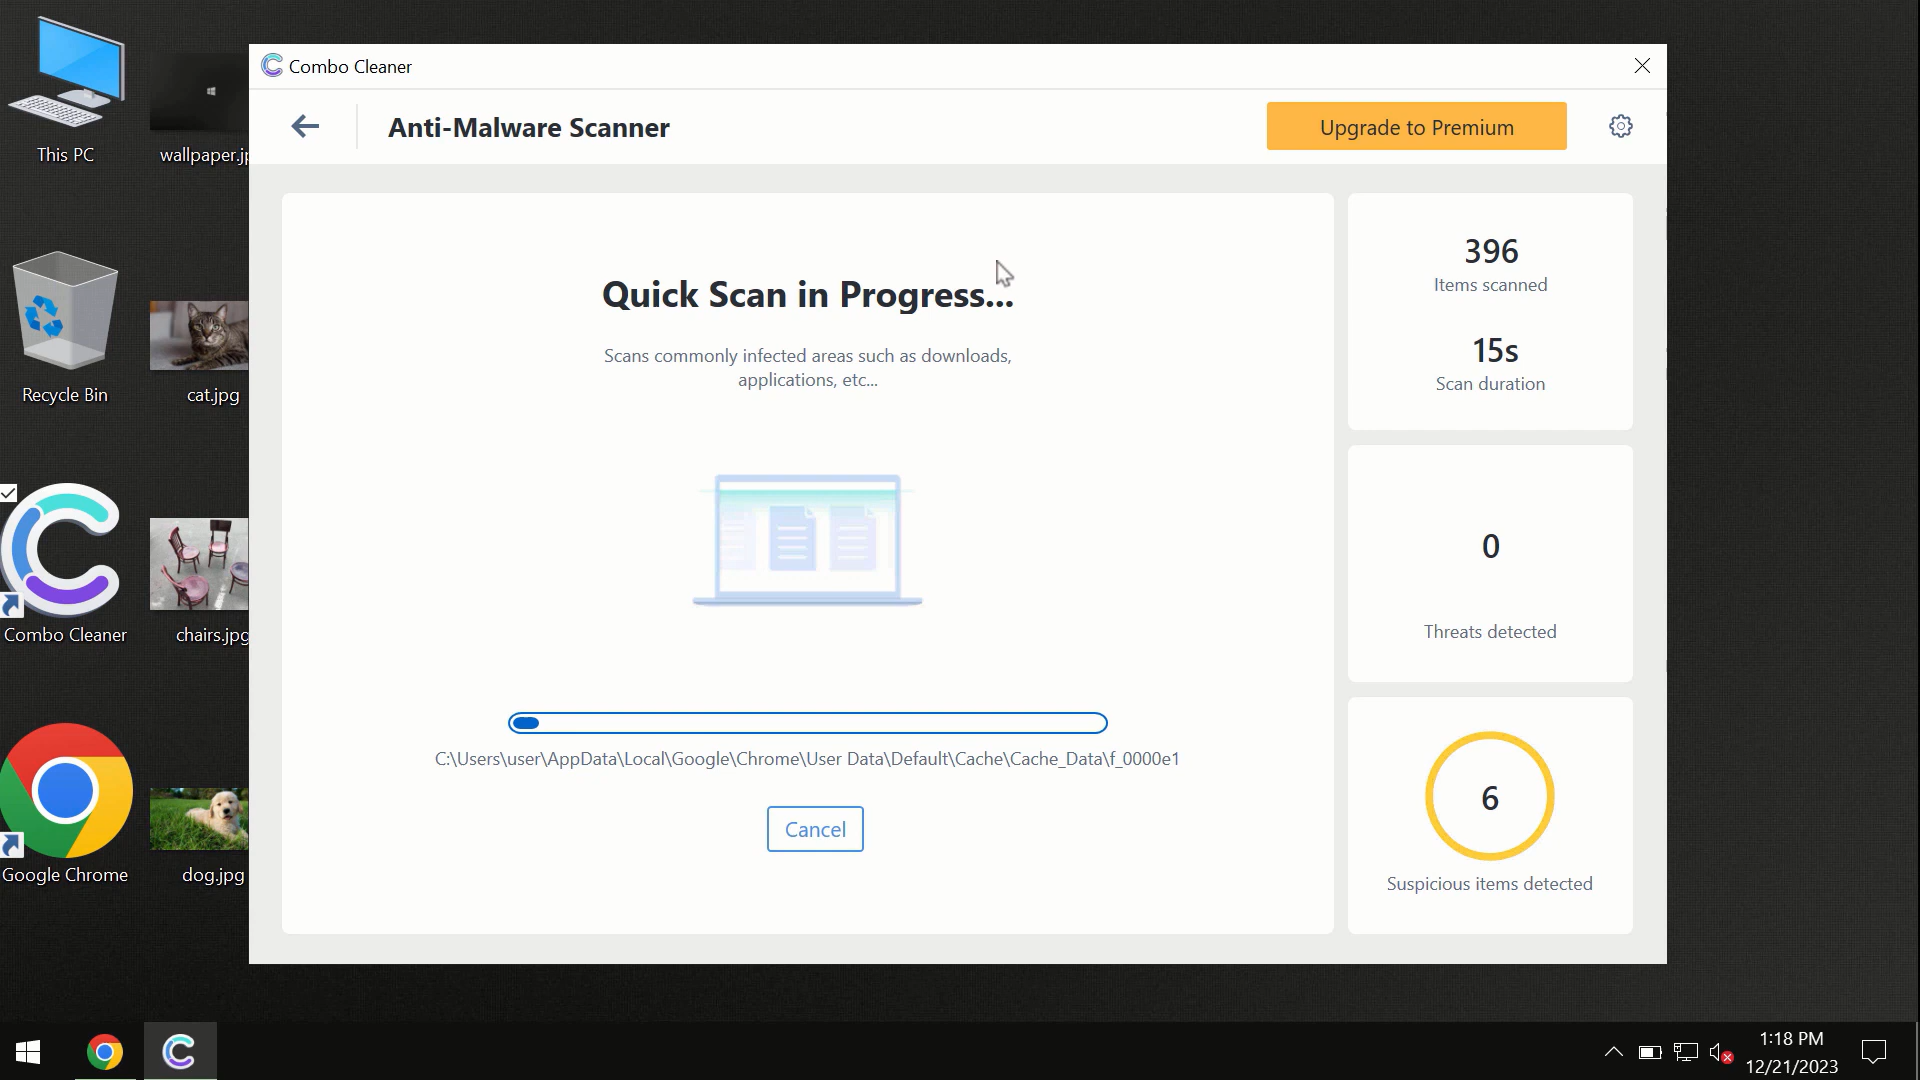 Combo Cleaner
Anti-Malware Scanner
Upgrade to Premium
Quick Scan in Progress...
Scans commonly infected areas such as downloads,
applications, etc...
C:\Users\user\AppData\Local\Google\Chrome\User Data\Default\Cache\Cache_Data\f_0000e1
Cancel
396
Items scanned
15s
Scan duration
0
Threats detected
6
Suspicious items detected
This PC
wallpaper.jp
Recycle Bin
cat.jpg
Combo Cleaner
chairs.jpg
Google Chrome
dog.jpg
1:18 PM
12/21/2023